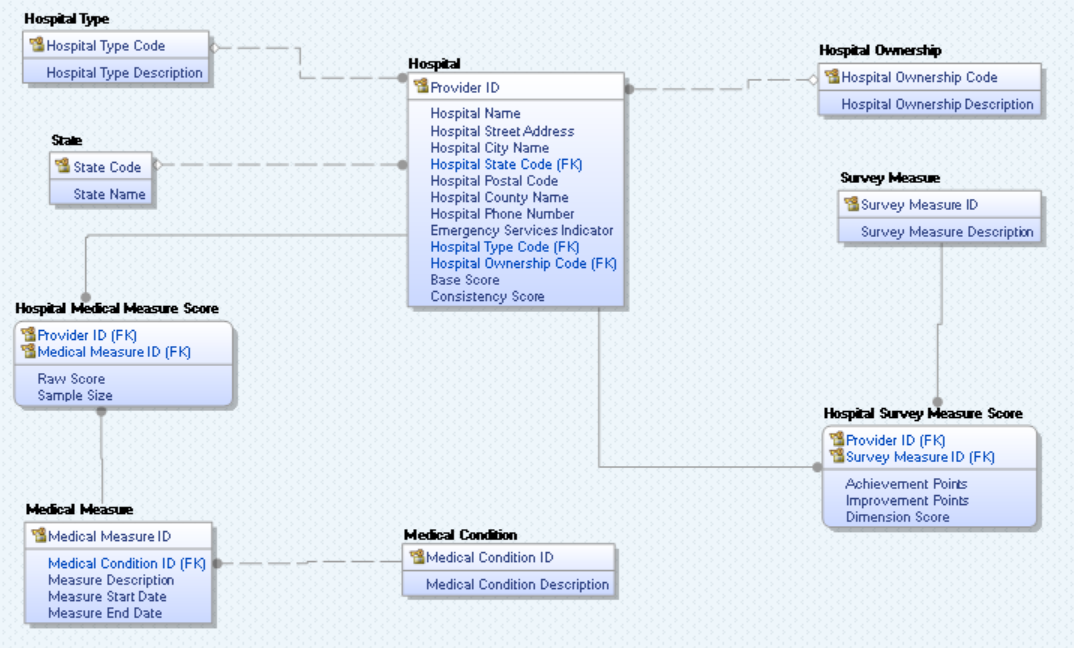 Hospital Type
Hospital Type Code
Hospital Type Description
Hospital
Provider ID
Hospital Name
Hospital Street Address
Hospital City Name
Hospital State Code (FK)
Hospital Postal Code
Hospital County Name
Hospital Phone Number
Emergency Services Indicator
Hospital Type Code (FK)
Hospital Ownership Code (FK)
Base Score
Consistency Score
Hospital Ownership
Hospital Ownership Code
Hospital Ownership Description
State
State Code
State Name
Survey Measure
Survey Measure ID
Survey Measure Description
Hospital Medical Measure Score
Provider ID (FK)
Medical Measure ID (FK)
Raw Score
Sample Size
Hospital Survey Measure Score
Provider ID (FK)
Survey Measure ID (FK)
Achievement Points
Improvement Points
Dimension Score
Medical Measure
Medical Measure ID
Medical Condition ID (FK)
Measure Description
Measure Start Date
Measure End Date
Medical Condition
Medical Condition ID
Medical Condition Description